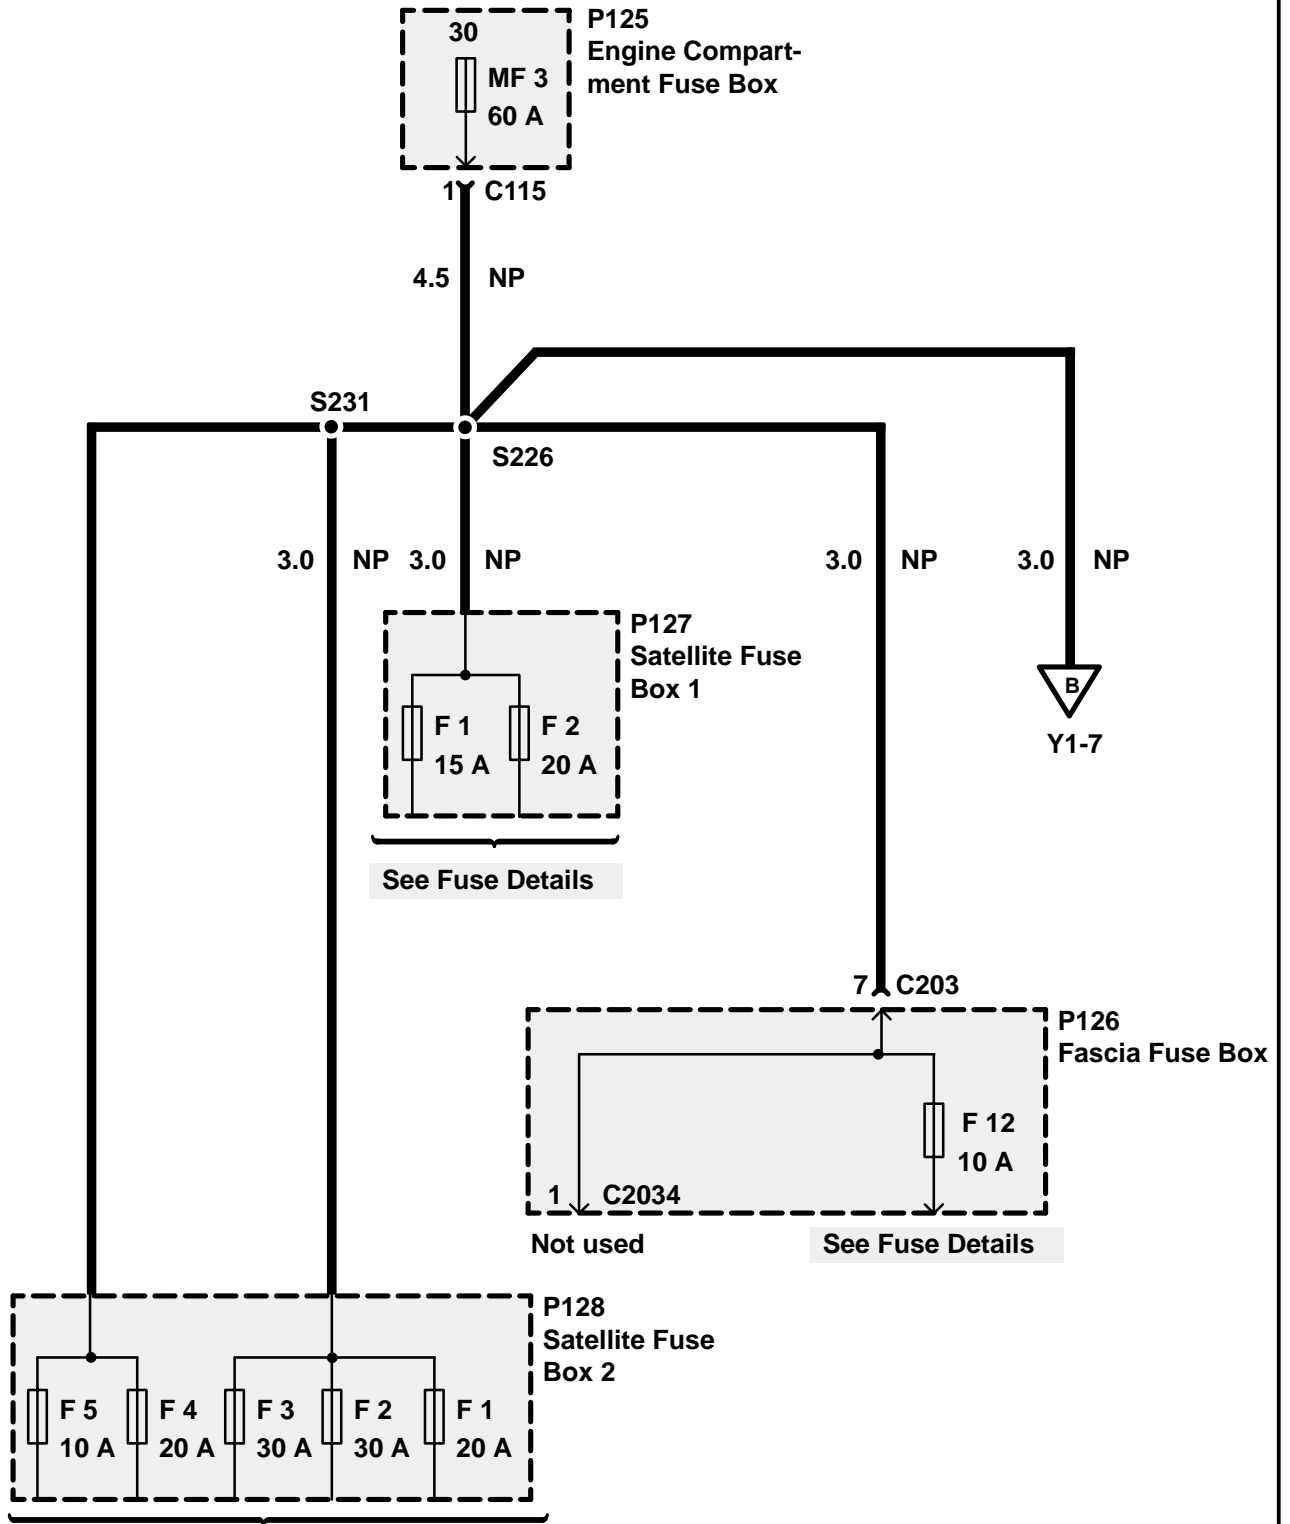 30
MF 3
60 A
P125
Engine Compart-
ment Fuse Box
1 C115
4.5 NP
S231
S226
3.0 NP 3.0 NP 3.0 NP 3.0 NP
P127
Satellite Fuse
Box 1
F 1
15 A
F 2
20 A
B
Y1-7
See Fuse Details
7 C203
P126
Fascia Fuse Box
F 12
10 A
1 C2034
Not used
See Fuse Details
P128
Satellite Fuse
Box 2
F 5
10 A
F 4
20 A
F 3
30 A
F 2
30 A
F 1
20 A